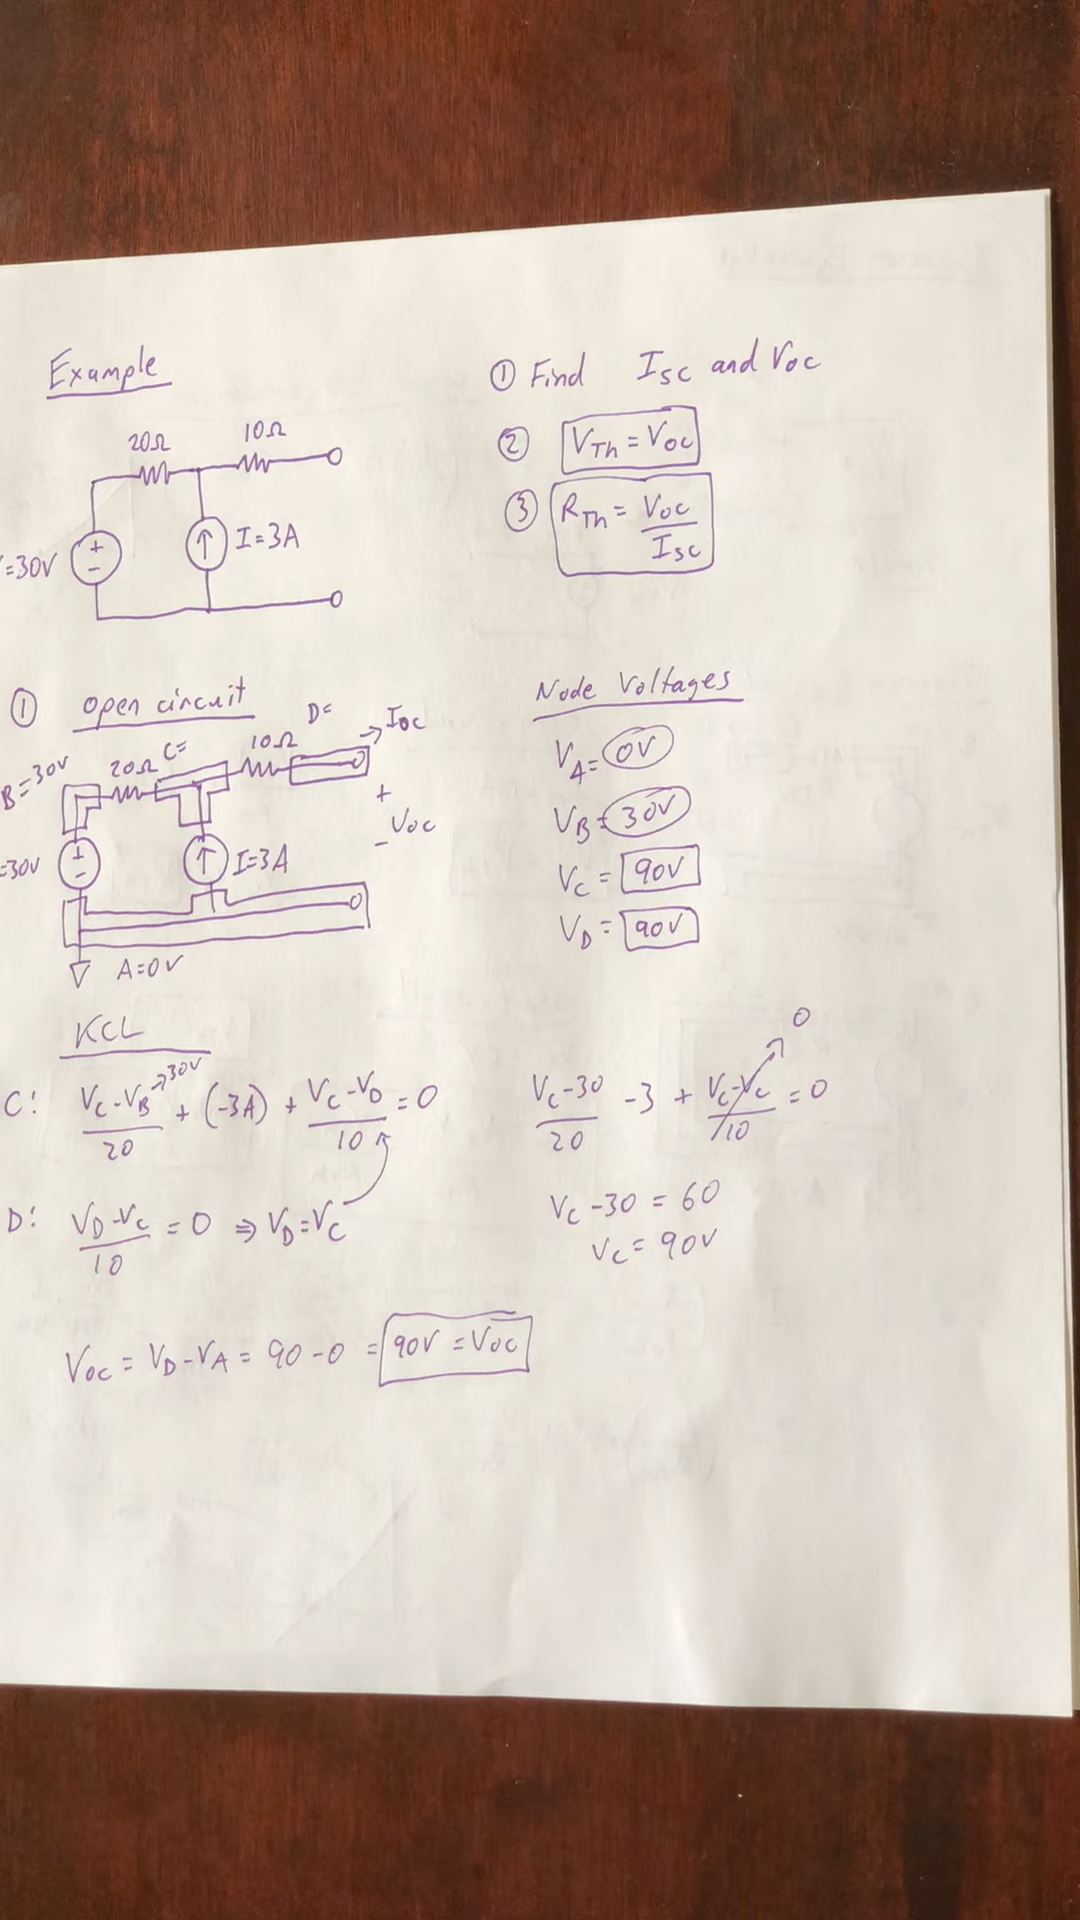 Example
① Find Isc and Voc
20Ω 10Ω
② VTh = Voc
③ RTh = Voc / Isc
+
-
=30V
I=3A
① open circuit
Node Voltages
D=
→ Ioc
B=30V 20Ω C= 10Ω
VA= 0V
+
Voc
-
VB= 30V
=30V
+
-
I=3A
VC= 90V
VD= 90V
A=0V
KCL
C: VC-VB→30V / 20 + (-3A) + VC-VD / 10 = 0
VC-30 / 20 -3 + VC-VC / 10 → 0 = 0
D: VD-VC / 10 = 0 ⇒ VD=VC
VC-30 = 60
VC= 90V
Voc = VD-VA = 90-0 = 90V = Voc